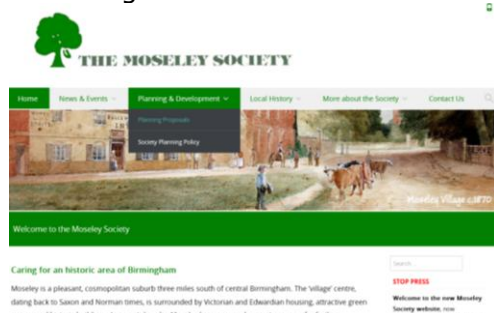 THE MOSELEY SOCIETY
Home News & Events Planning & Development Local History More about the Society Contact Us
Planning Proposals
Society Planning Policy
Moseley Village c.1870
Welcome to the Moseley Society
Search...
Caring for an historic area of Birmingham
STOP PRESS
Moseley is a pleasant, cosmopolitan suburb three miles south of central Birmingham. The 'village' centre,
dating back to Saxon and Norman times, is surrounded by Victorian and Edwardian housing, attractive green
Welcome to the new Moseley
Society website, now